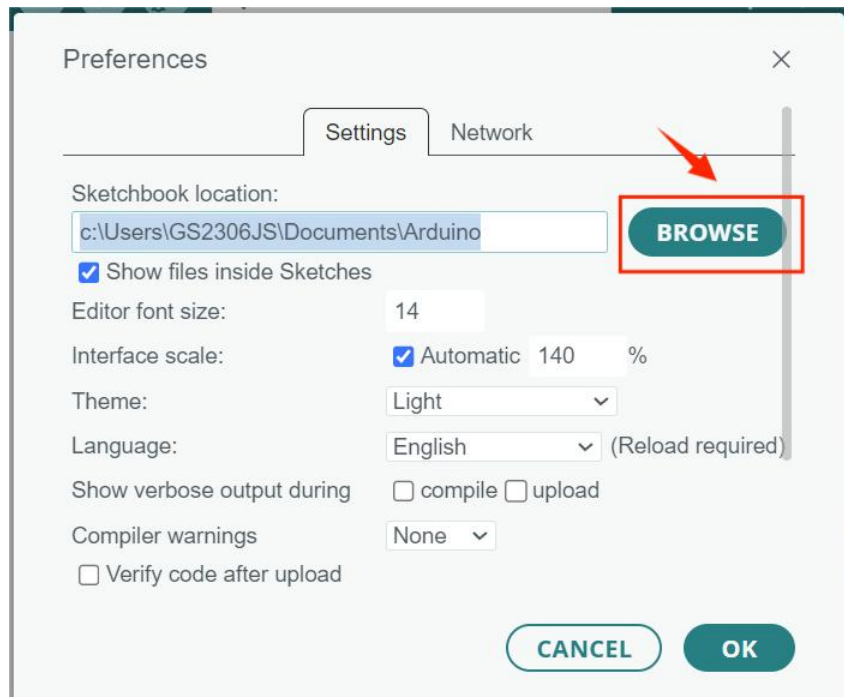 Preferences
Settings Network
Sketchbook location:
c:\Users\GS2306JS\Documents\Arduino BROWSE
Show files inside Sketches
Editor font size: 14
Interface scale: Automatic 140 %
Theme: Light
Language: English (Reload required)
Show verbose output during compile upload
Compiler warnings None
Verify code after upload
CANCEL OK